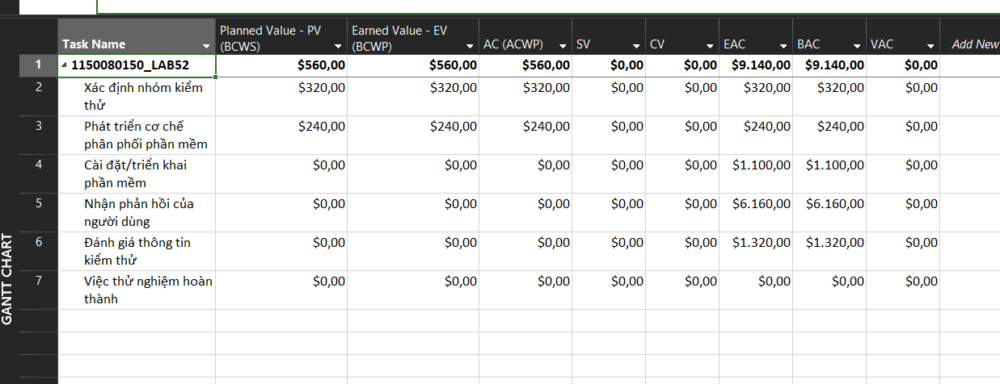 Task Name Planned Value - PV (BCWS) Earned Value - EV (BCWP) AC (ACWP) SV CV EAC BAC VAC Add New
1 1150080150_LAB52 $560,00 $560,00 $560,00 $0,00 $0,00 $9.140,00 $9.140,00 $0,00
2 Xác định nhóm kiểm thử $320,00 $320,00 $320,00 $0,00 $0,00 $320,00 $320,00 $0,00
3 Phát triển cơ chế phân phối phần mềm $240,00 $240,00 $240,00 $0,00 $0,00 $240,00 $240,00 $0,00
4 Cài đặt/triển khai phần mềm $0,00 $0,00 $0,00 $0,00 $0,00 $1.100,00 $1.100,00 $0,00
5 Nhận phản hồi của người dùng $0,00 $0,00 $0,00 $0,00 $0,00 $6.160,00 $6.160,00 $0,00
6 Đánh giá thông tin kiểm thử $0,00 $0,00 $0,00 $0,00 $0,00 $1.320,00 $1.320,00 $0,00
7 Việc thử nghiệm hoàn thành $0,00 $0,00 $0,00 $0,00 $0,00 $0,00 $0,00 $0,00
GANTT CHART